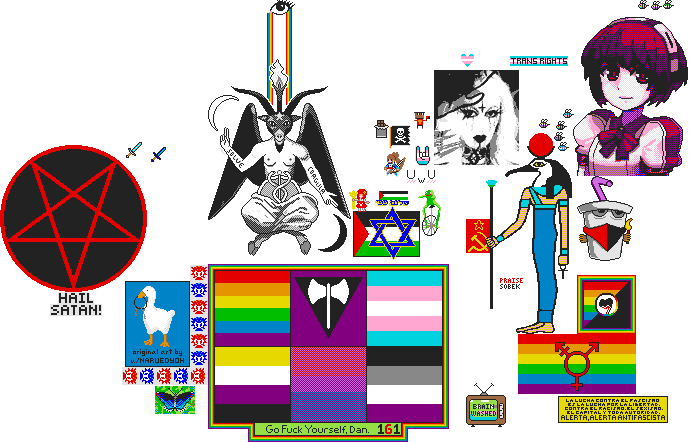 TRANS RIGHTS
SOLVE
COAGULA
U
U
PRAISE
SOBEK
HAIL
SATAN!
original art by
u/NARWEDYOH
Go Fuck Yourself, Dan. 161
BRAIN
WASHED
LA LUCHA CONTRA EL FASCISMO
ES LA LUCHA POR LA LIBERTAD.
CONTRA EL RACISMO, EL SEXISMO,
EL CAPITAL Y TODA AUTORIDAD.
ALERTA, ALERTA ANTIFASCISTA